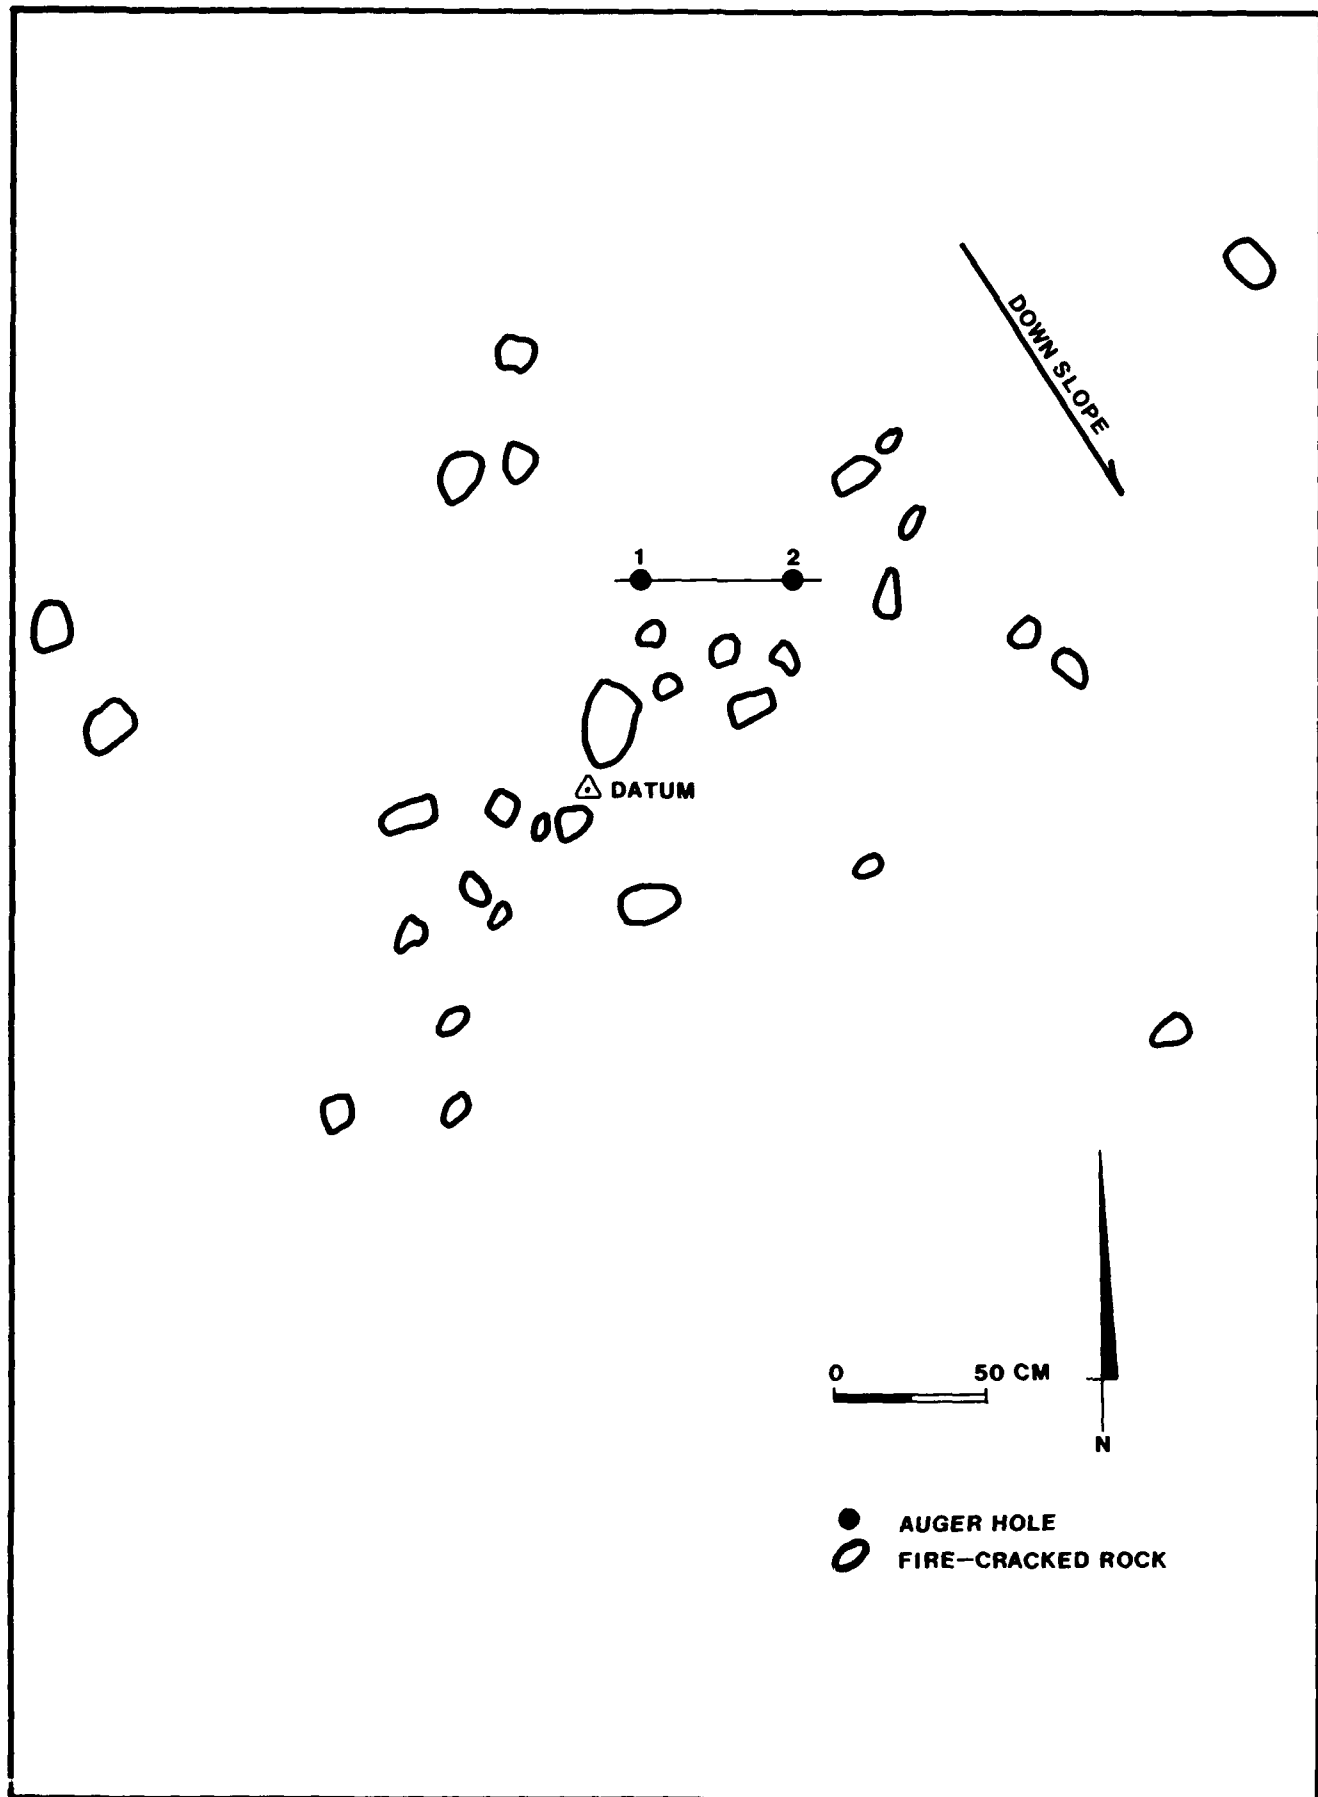 DOWN SLOPE
1 2
DATUM
0 50 CM
N
AUGER HOLE
FIRE-CRACKED ROCK